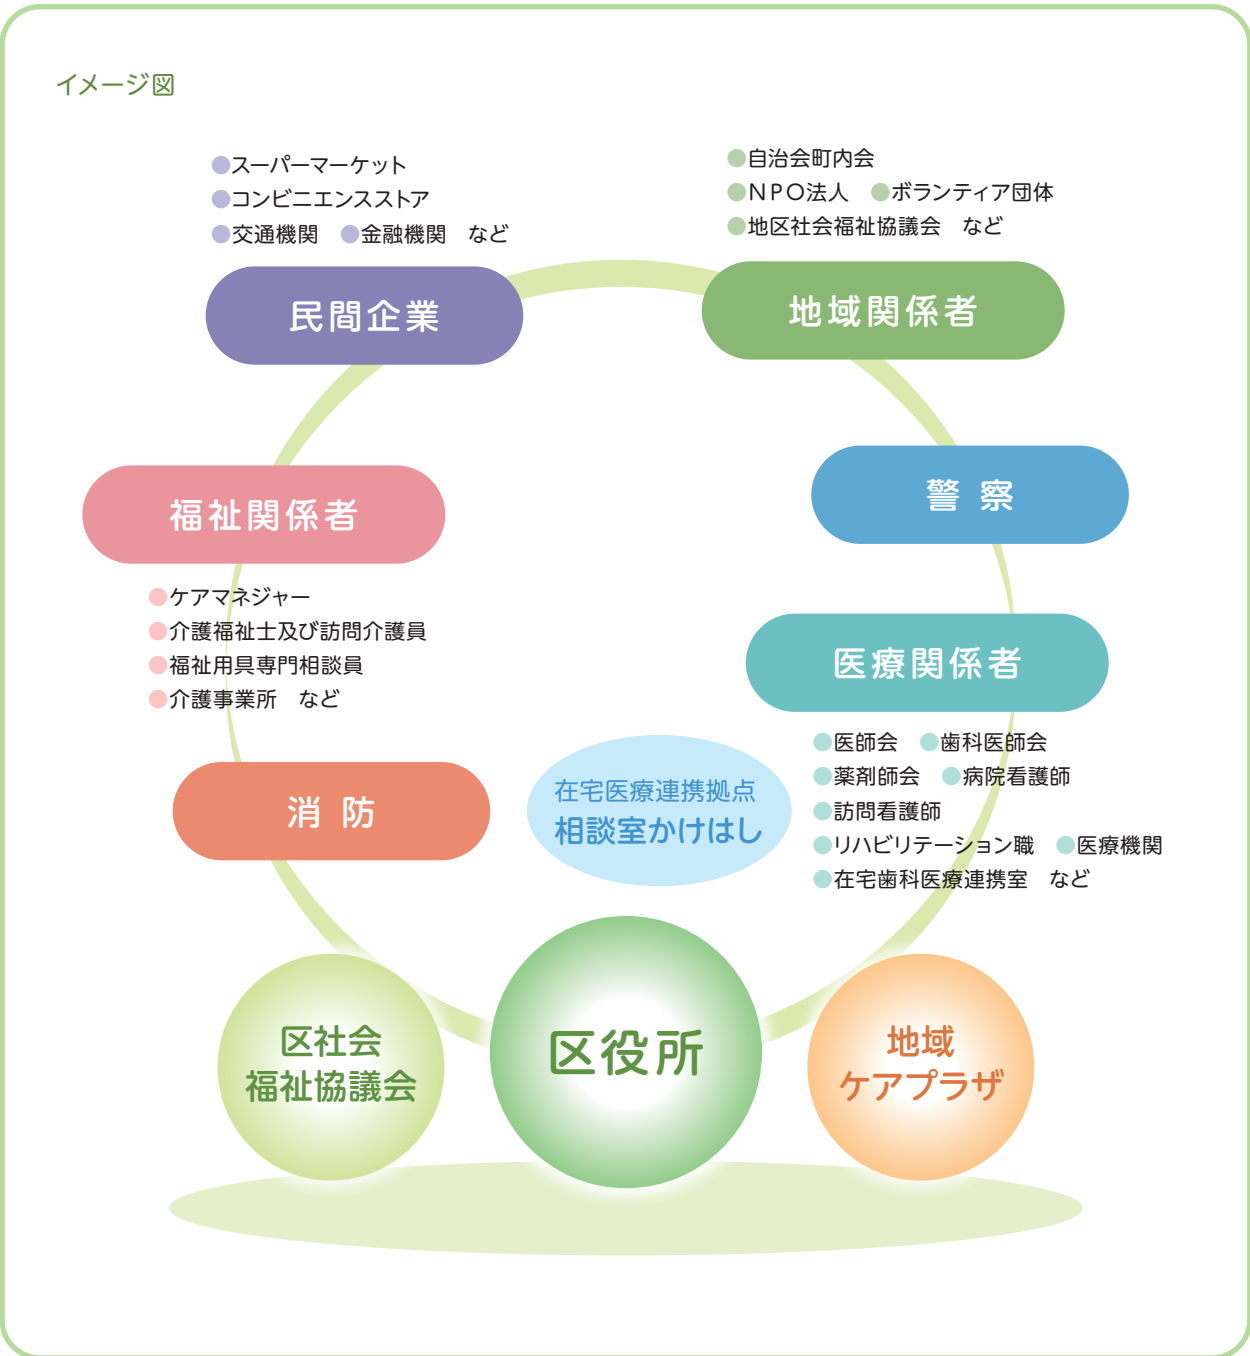 イメージ図
●スーパーマーケット
●コンビニエンスストア
●交通機関　●金融機関　など
民間企業
●自治会町内会
●ＮＰＯ法人　●ボランティア団体
●地区社会福祉協議会　など
地域関係者
福祉関係者
●ケアマネジャー
●介護福祉士及び訪問介護員
●福祉用具専門相談員
●介護事業所　など
警 察
医療関係者
●医師会　●歯科医師会
●薬剤師会　●病院看護師
●訪問看護師
●リハビリテーション職　●医療機関
●在宅歯科医療連携室　など
消 防
在宅医療連携拠点
相談室かけはし
区社会
福祉協議会
区役所
地域
ケアプラザ